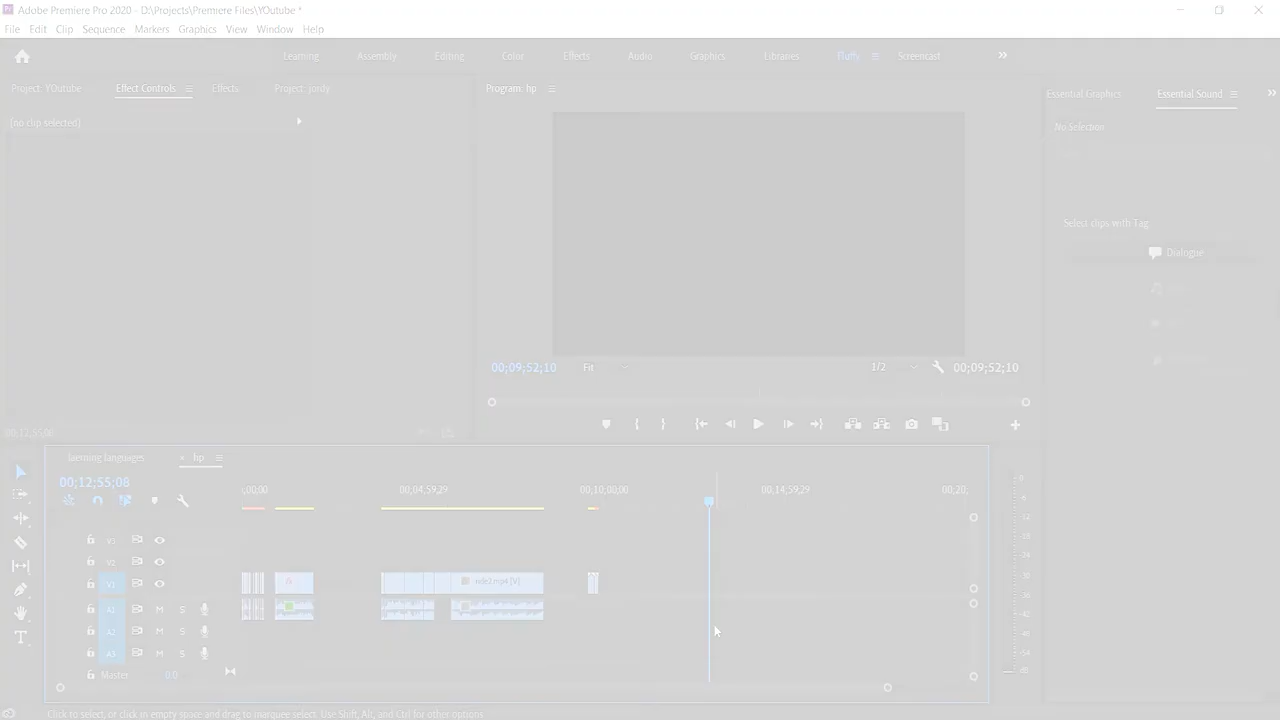 Adobe Premiere Pro 2020 - D:\Projects\Premiere Files\YOutube *
File Edit Clip Sequence Markers Graphics View Window Help
Learning Assembly Editing Color Effects Audio Graphics Libraries Fluffy Screencast
Project: YOutube Effect Controls Effects Project: jordy
Program: hp
Essential Graphics Essential Sound
(no clip selected)
No Selection
Select clips with Tag
Dialogue
00;09;52;10 Fit 1/2 00;09;52;10
00;12;55;08
laerning languages × hp
00;12;55;08
;00;00 00;04;59;29 00;10;00;00 00;14;59;29 00;20;
V3
V2
V1 nde2.mp4 [V]
A1 M S
A2 M S
A3 M S
Master 0.0
0
Click to select, or click in empty space and drag to marquee select. Use Shift, Alt, and Ctrl for other options